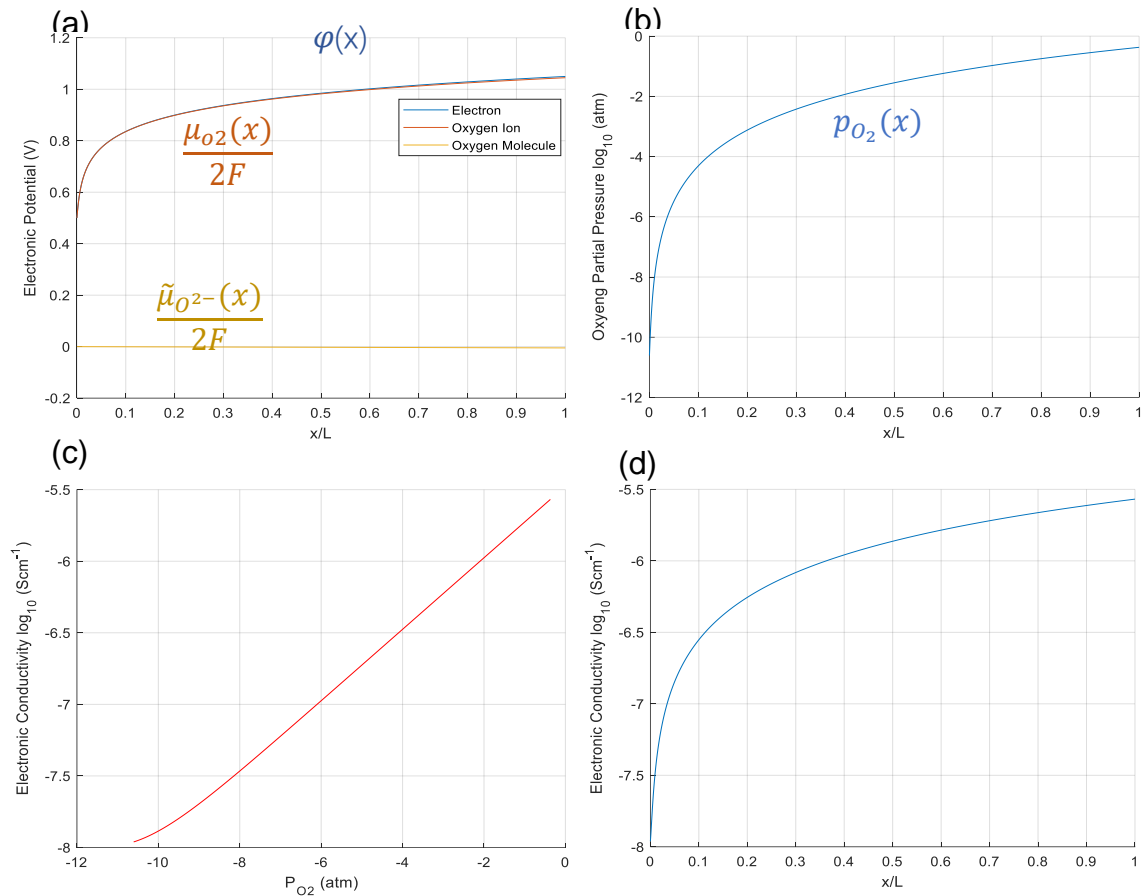 (a)
φ(x)
1.2
1
0.8
0.6
0.4
0.2
0
-0.2
Electronic Potential (V)
Electron
Oxygen Ion
Oxygen Molecule
μo2(x)
2F
μ̃O2−(x)
2F
0 0.1 0.2 0.3 0.4 0.5 0.6 0.7 0.8 0.9 1
x/L
(b)
0
-2
-4
-6
-8
-10
-12
Oxyeng Partial Pressure log10 (atm)
pO2(x)
0 0.1 0.2 0.3 0.4 0.5 0.6 0.7 0.8 0.9 1
x/L
(c)
-5.5
-6
-6.5
-7
-7.5
-8
Electronic Conductivity log10 (Scm-1)
-12 -10 -8 -6 -4 -2 0
PO2 (atm)
(d)
-5.5
-6
-6.5
-7
-7.5
-8
Electronic Conductivity log10 (Scm-1)
0 0.1 0.2 0.3 0.4 0.5 0.6 0.7 0.8 0.9 1
x/L